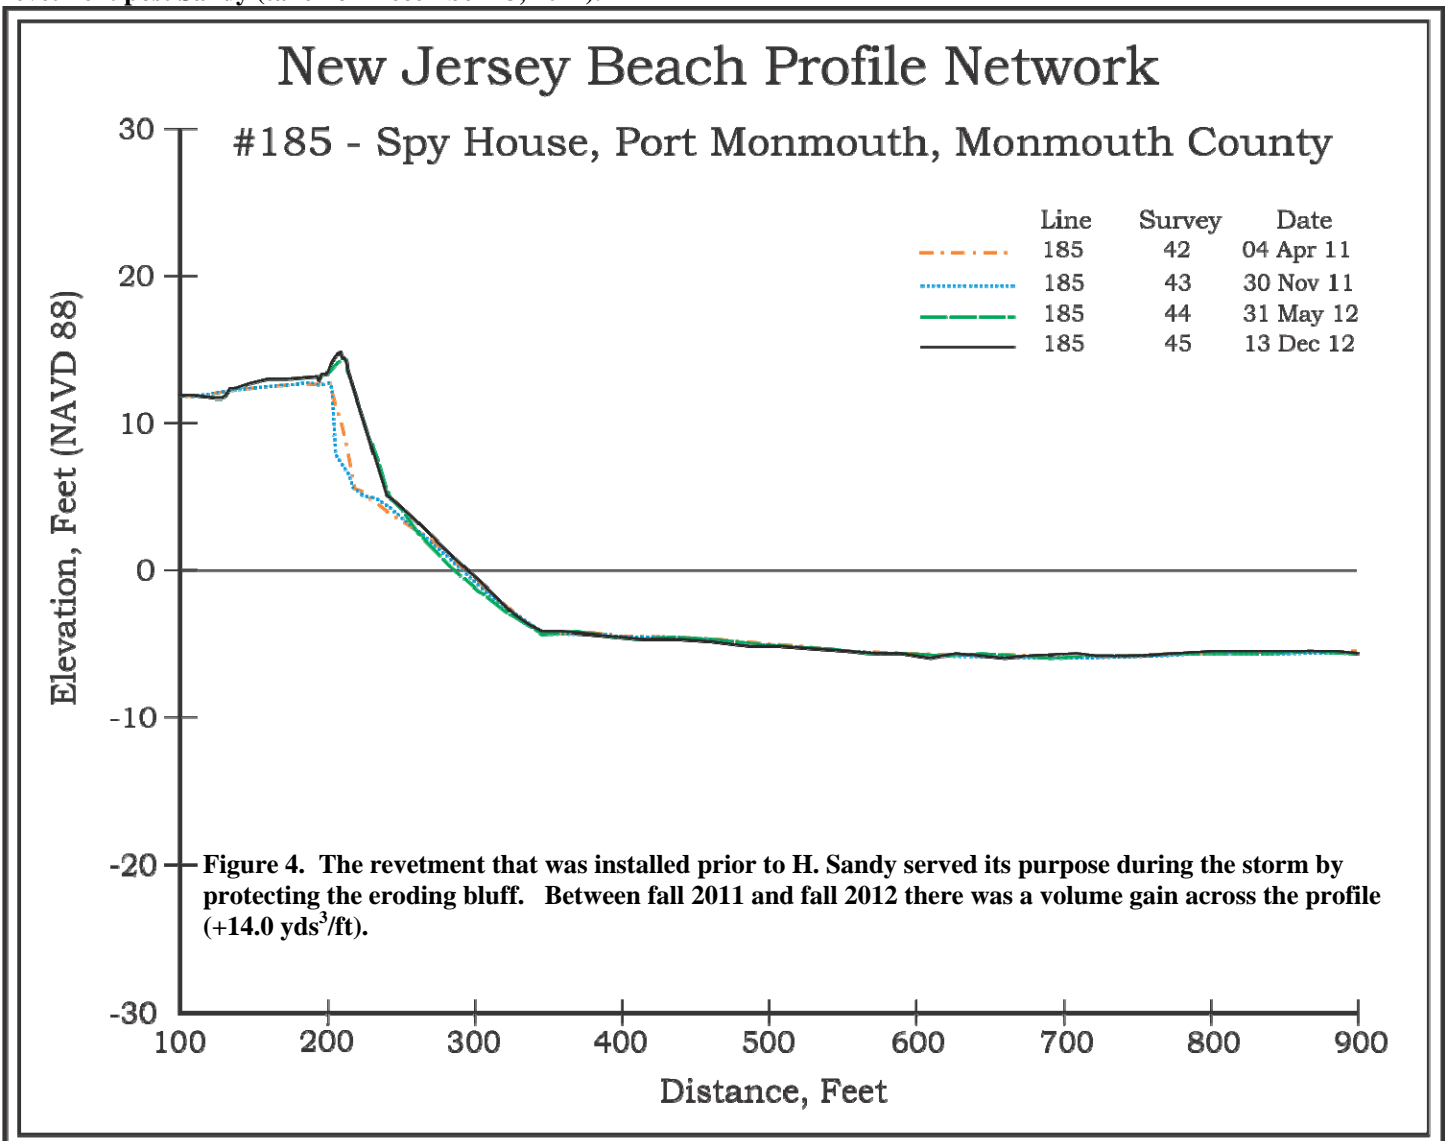 New Jersey Beach Profile Network
#185 - Spy House, Port Monmouth, Monmouth County
Line Survey Date
185 42 04 Apr 11
185 43 30 Nov 11
185 44 31 May 12
185 45 13 Dec 12
Elevation, Feet (NAVD 88)
30
20
10
0
-10
-20
-30
Figure 4. The revetment that was installed prior to H. Sandy served its purpose during the storm by
protecting the eroding bluff. Between fall 2011 and fall 2012 there was a volume gain across the profile
(+14.0 yds³/ft).
100 200 300 400 500 600 700 800 900
Distance, Feet